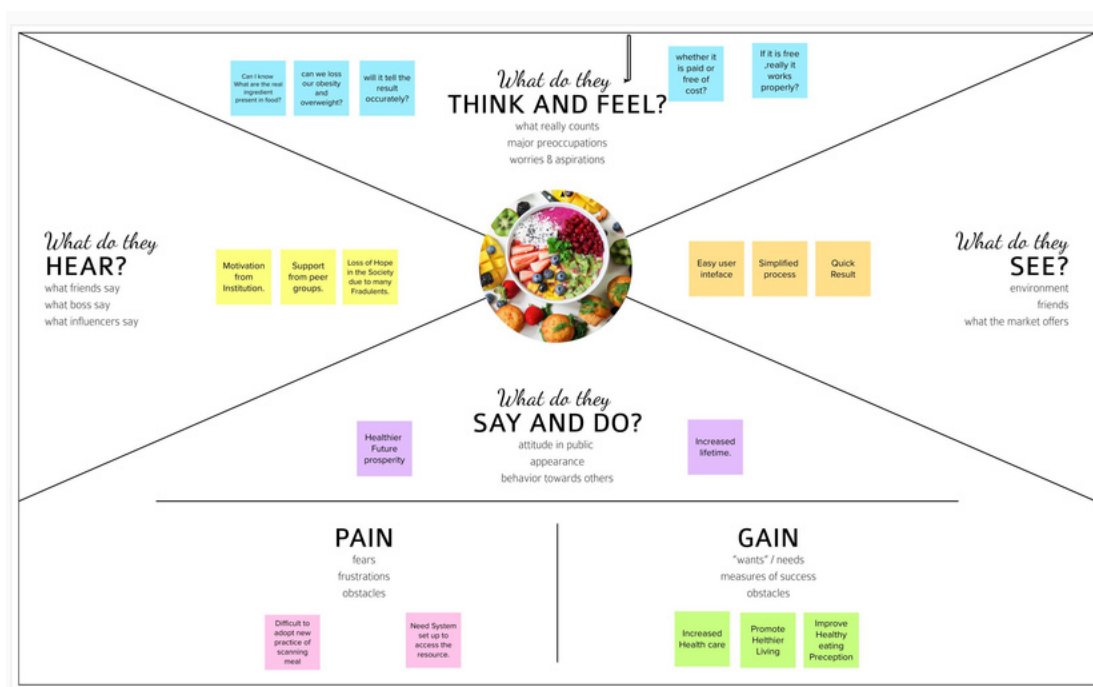 Can I know
What are the real
ingredient
present in food?
can we loss
our obesity
and
overweight?
will it tell the
result
occurately?
What do they
THINK AND FEEL?
what really counts
major preoccupations
worries & aspirations
whether it
is paid or
free of
cost?
If it is free
,really it
works
properly?
What do they
HEAR?
what friends say
what boss say
what influencers say
Motivation
from
Institution.
Support
from peer
groups.
Loss of Hope
in the Society
due to many
Fradulents.
Easy user
inteface
Simplified
process
Quick
Result
What do they
SEE?
environment
friends
what the market offers
What do they
SAY AND DO?
attitude in public
appearance
behavior towards others
Healthier
Future
prosperity
Increased
lifetime.
PAIN
fears
frustrations
obstacles
Difficult to
adopt new
practice of
scanning
meal
Need System
set up to
access the
resource.
GAIN
"wants" / needs
measures of success
obstacles
Increased
Health care
Promote
Helthier
Living
Improve
Healthy
eating
Preception